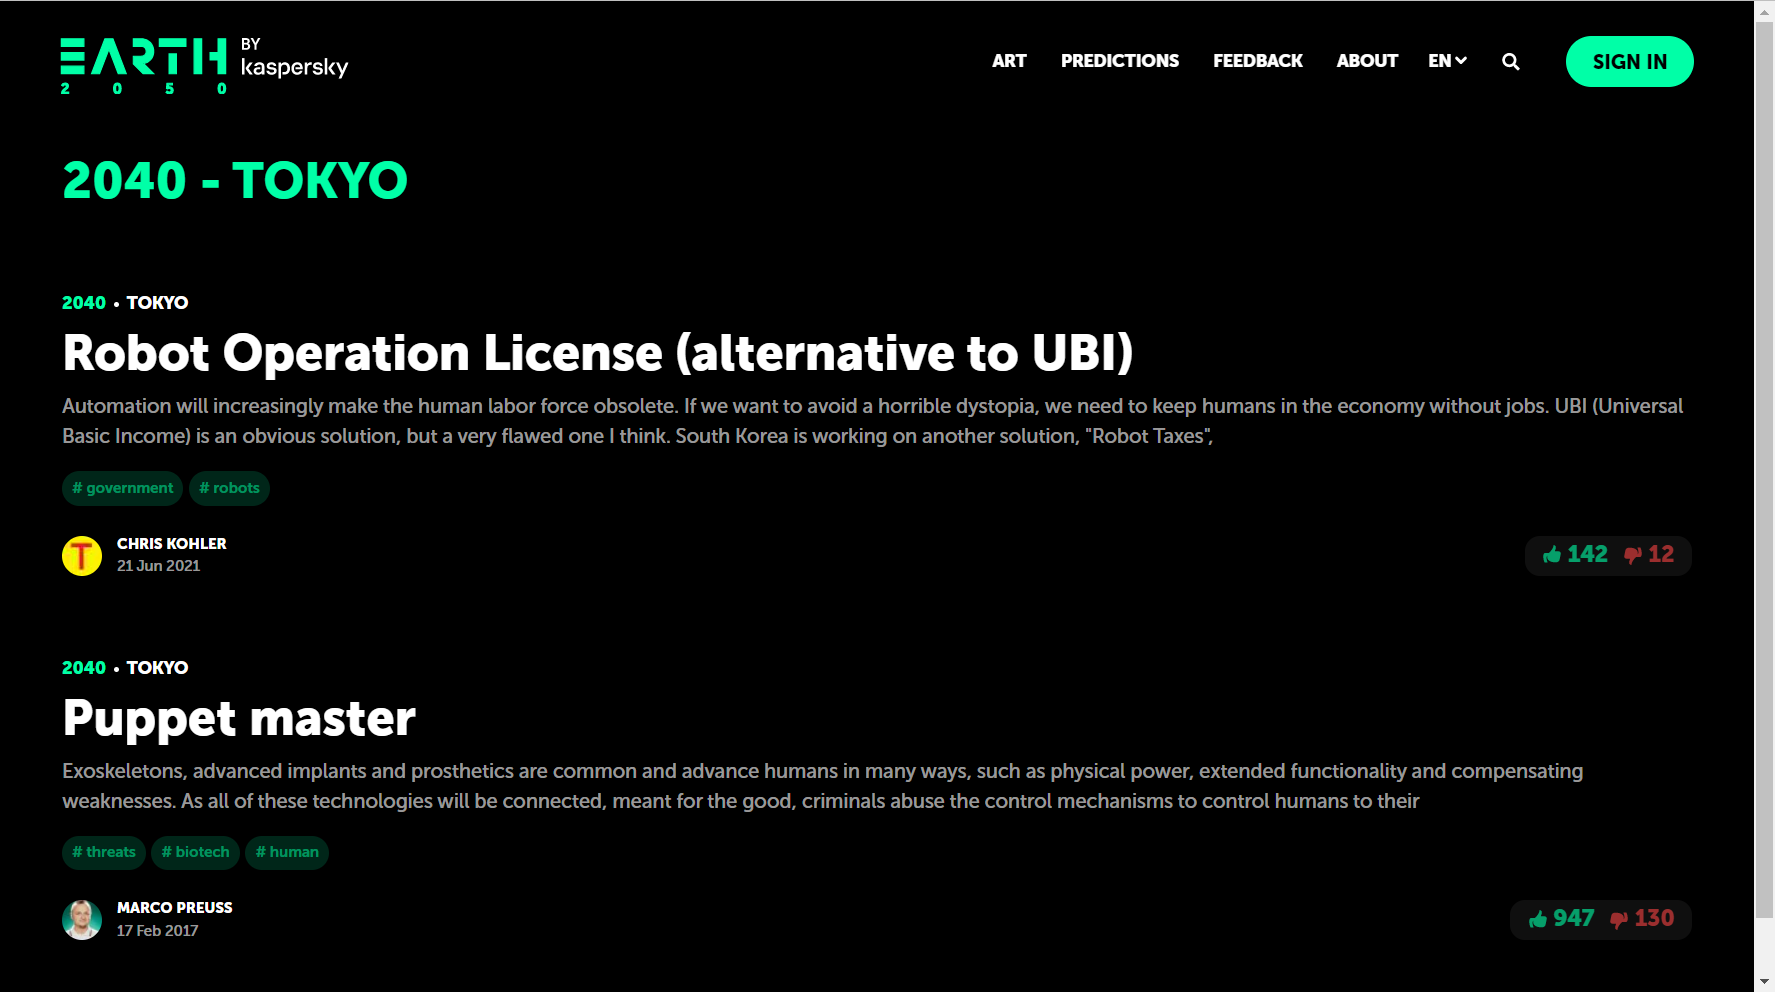 EARTH BY
kaspersky
2 0 5 0
ART PREDICTIONS FEEDBACK ABOUT EN SIGN IN
2040 - TOKYO
2040 • TOKYO
Robot Operation License (alternative to UBI)
Automation will increasingly make the human labor force obsolete. If we want to avoid a horrible dystopia, we need to keep humans in the economy without jobs. UBI (Universal
Basic Income) is an obvious solution, but a very flawed one I think. South Korea is working on another solution, "Robot Taxes",
# government # robots
T
CHRIS KOHLER
21 Jun 2021
142 12
2040 • TOKYO
Puppet master
Exoskeletons, advanced implants and prosthetics are common and advance humans in many ways, such as physical power, extended functionality and compensating
weaknesses. As all of these technologies will be connected, meant for the good, criminals abuse the control mechanisms to control humans to their
# threats # biotech # human
MARCO PREUSS
17 Feb 2017
947 130